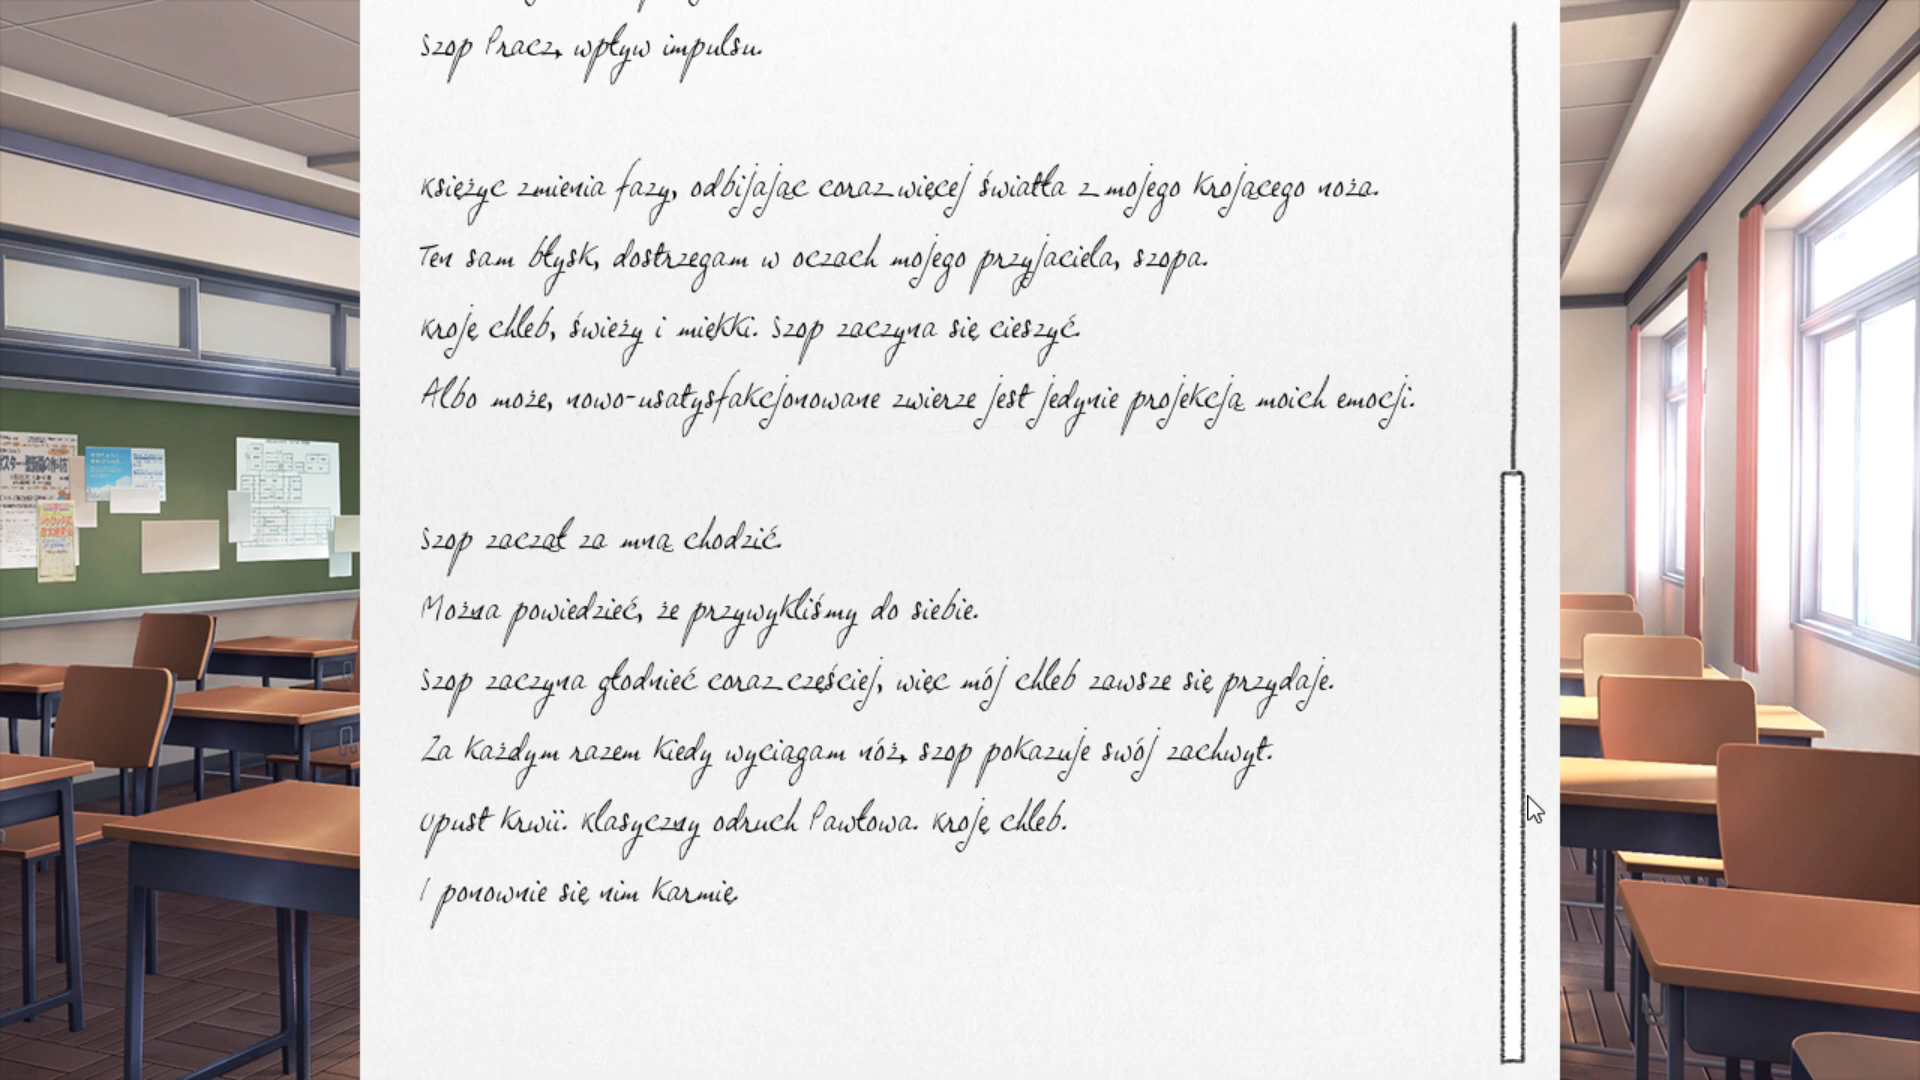 Szop Pracz, wpływ impulsu.
Księżyc zmienia fazy, odbijając coraz więcej światła z mojego krojącego noża.
Ten sam błysk, dostrzegam w oczach mojego przyjaciela, szopa.
Kroję chleb, świeży i miękki. Szop zaczyna się cieszyć.
Albo może, nowo-usatysfakcjonowane zwierze jest jedynie projekcją moich emocji.
Szop zaczął za mną chodzić.
Można powiedzieć, że przywykliśmy do siebie.
Szop zaczyna głodnieć coraz częściej, więc mój chleb zawsze się przydaje.
Za każdym razem kiedy wyciągam nóż, szop pokazuje swój zachwyt.
Upust krwii. Klasyczny odruch Pawłowa. Kroję chleb.
I ponownie się nim karmię.